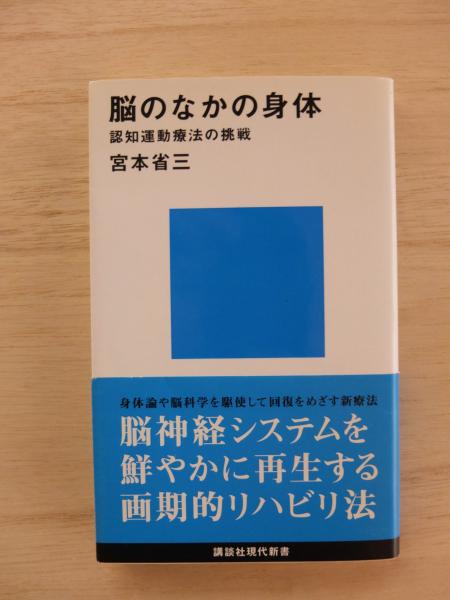 脳のなかの身体
認知運動療法の挑戦
宮本省三
身体論や脳科学を駆使して回復をめざす新療法
脳神経システムを
鮮やかに再生する
画期的リハビリ法
講談社現代新書